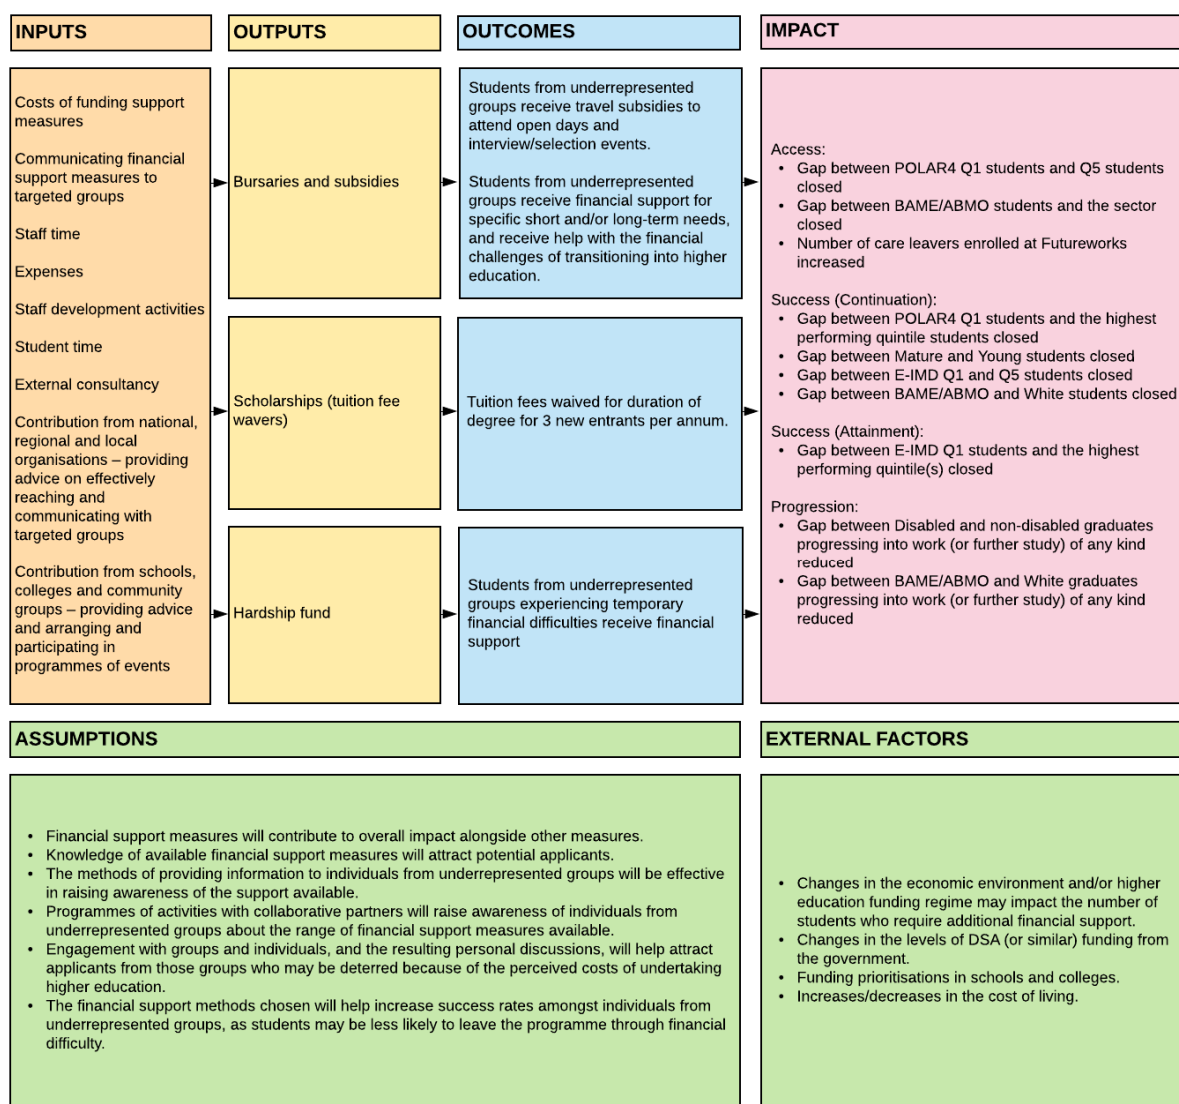 INPUTS
OUTPUTS
OUTCOMES
IMPACT
Costs of funding support
measures
Communicating financial
support measures to
targeted groups
Staff time
Expenses
Staff development activities
Student time
External consultancy
Contribution from national,
regional and local
organisations – providing
advice on effectively
reaching and
communicating with
targeted groups
Contribution from schools,
colleges and community
groups – providing advice
and arranging and
participating in
programmes of events
Bursaries and subsidies
Scholarships (tuition fee
wavers)
Hardship fund
Students from underrepresented
groups receive travel subsidies to
attend open days and
interview/selection events.
Students from underrepresented
groups receive financial support for
specific short and/or long-term needs,
and receive help with the financial
challenges of transitioning into higher
education.
Tuition fees waived for duration of
degree for 3 new entrants per annum.
Students from underrepresented
groups experiencing temporary
financial difficulties receive financial
support
Access:
• Gap between POLAR4 Q1 students and Q5 students
closed
• Gap between BAME/ABMO students and the sector
closed
• Number of care leavers enrolled at Futureworks
increased
Success (Continuation):
• Gap between POLAR4 Q1 students and the highest
performing quintile students closed
• Gap between Mature and Young students closed
• Gap between E-IMD Q1 and Q5 students closed
• Gap between BAME/ABMO and White students closed
Success (Attainment):
• Gap between E-IMD Q1 students and the highest
performing quintile(s) closed
Progression:
• Gap between Disabled and non-disabled graduates
progressing into work (or further study) of any kind
reduced
• Gap between BAME/ABMO and White graduates
progressing into work (or further study) of any kind
reduced
ASSUMPTIONS
• Financial support measures will contribute to overall impact alongside other measures.
• Knowledge of available financial support measures will attract potential applicants.
• The methods of providing information to individuals from underrepresented groups will be effective
in raising awareness of the support available.
• Programmes of activities with collaborative partners will raise awareness of individuals from
underrepresented groups about the range of financial support measures available.
• Engagement with groups and individuals, and the resulting personal discussions, will help attract
applicants from those groups who may be deterred because of the perceived costs of undertaking
higher education.
• The financial support methods chosen will help increase success rates amongst individuals from
underrepresented groups, as students may be less likely to leave the programme through financial
difficulty.
EXTERNAL FACTORS
• Changes in the economic environment and/or higher
education funding regime may impact the number of
students who require additional financial support.
• Changes in the levels of DSA (or similar) funding from
the government.
• Funding prioritisations in schools and colleges.
• Increases/decreases in the cost of living.